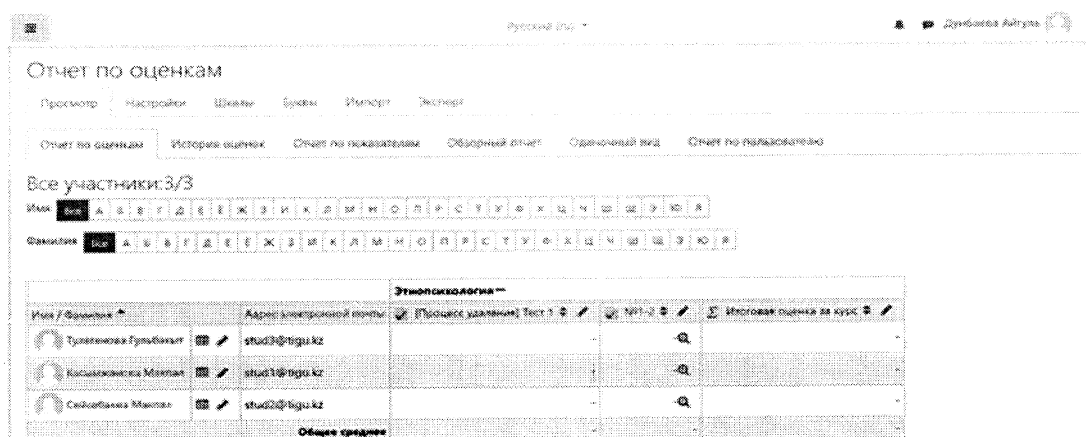 Русский (ru)
Отчет по оценкам
Просмотр Настройки Шкалы Буквы Импорт Экспорт
Отчет по оценкам История оценок Отчет по показателям Обзорный отчет Одиночный вид Отчет по пользователю
Все участники:3/3
Имя Все А Б В Г Д Е Ё Ж З И К Л М Н О П Р С Т У Ф Х Ц Ч Ш Щ Э Ю Я
Фамилия Все А Б В Г Д Е Ё Ж З И К Л М Н О П Р С Т У Ф Х Ц Ч Ш Щ Э Ю Я
Этнопсихология
Имя / Фамилия Адрес электронной почты [Процесс удаления] Тест 1 №1-2 Σ Итоговая оценка за курс
stud3@tigu.kz - - -
stud1@tigu.kz - - -
stud2@tigu.kz - - -
Общее среднее - - -